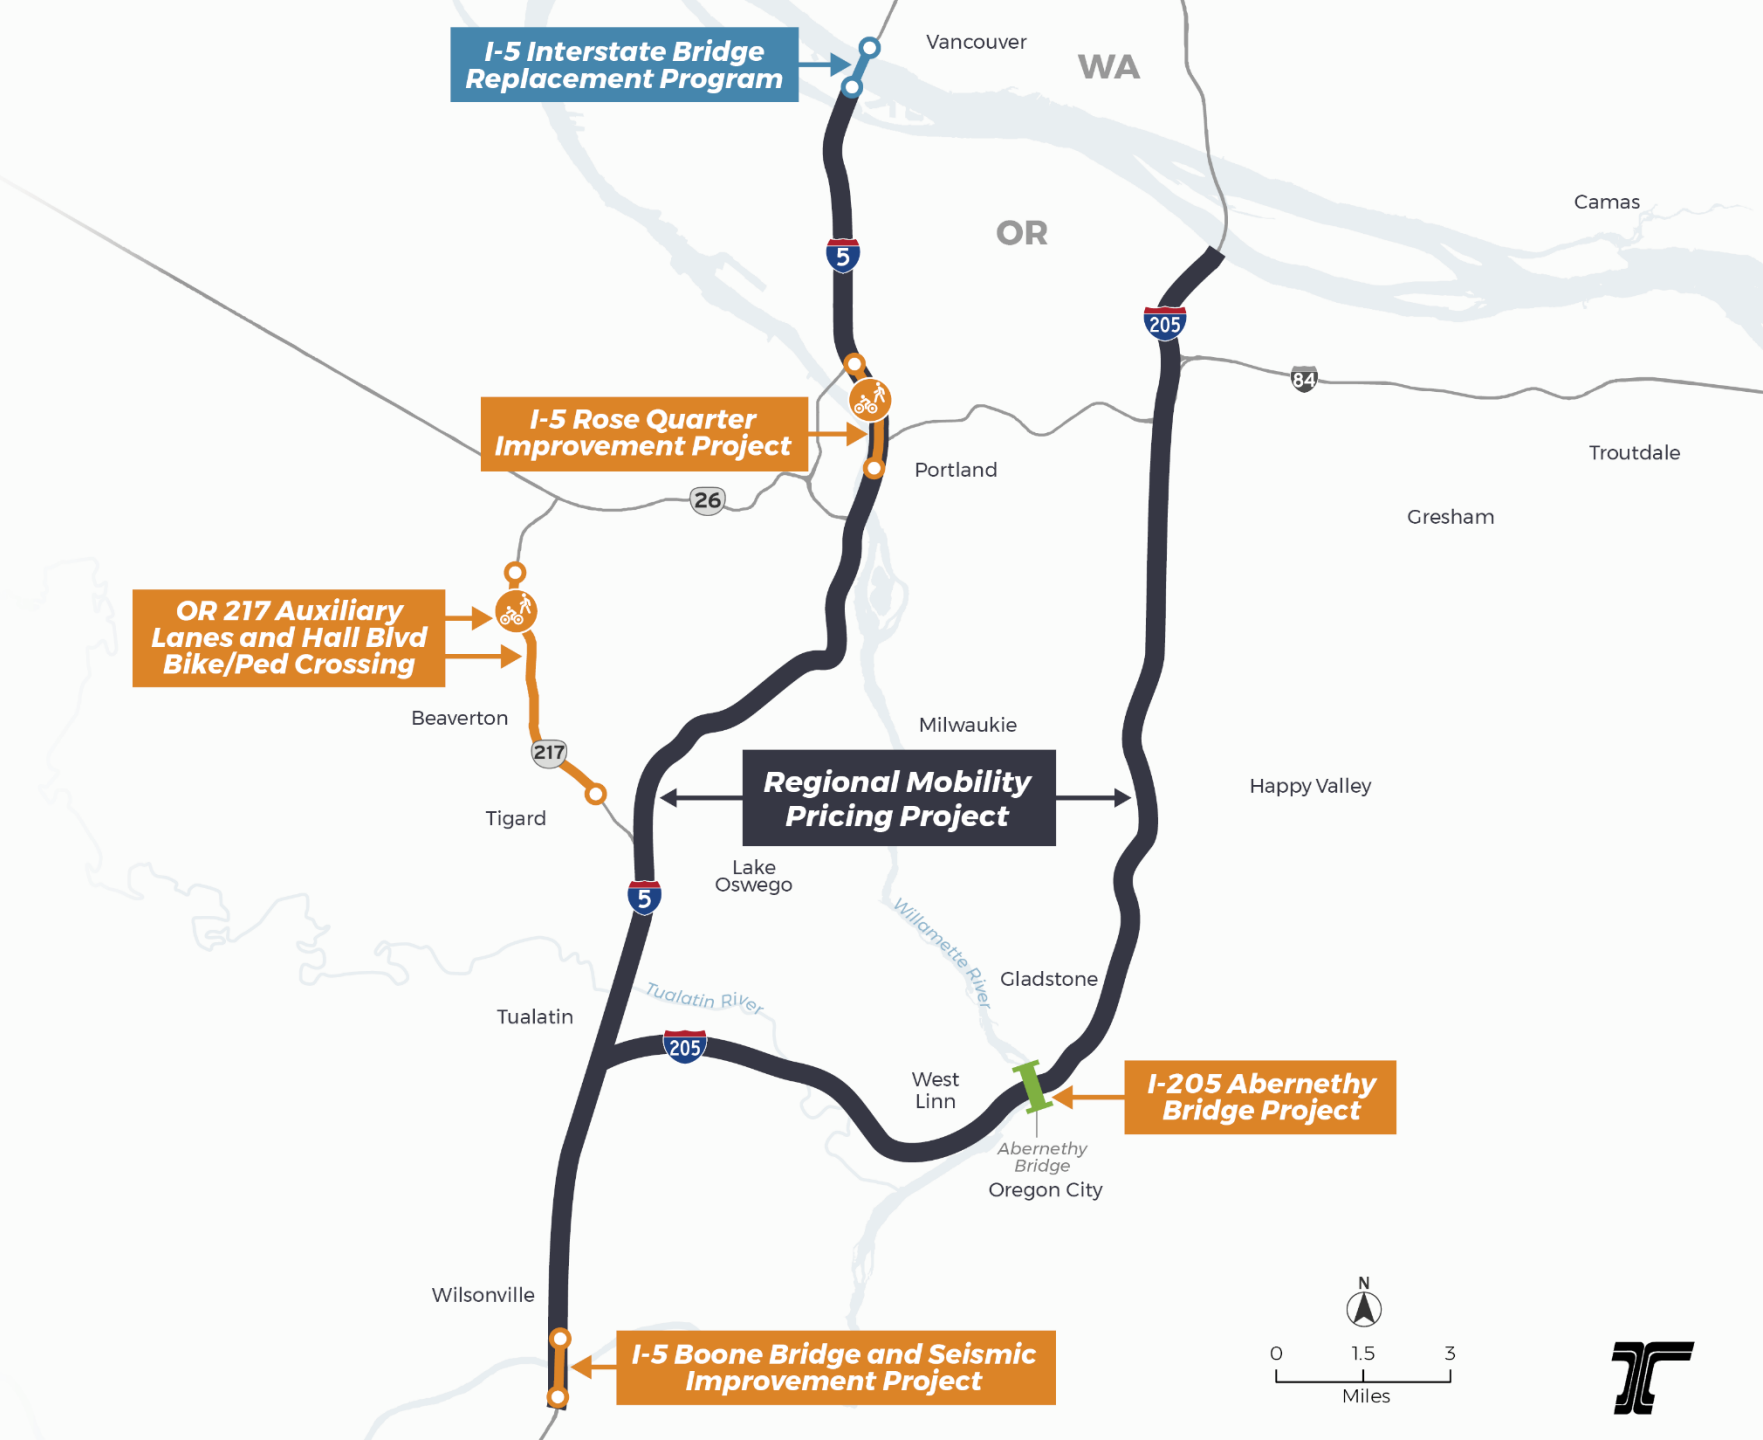 I-5 Interstate Bridge
Replacement Program
Vancouver
WA
Camas
OR
5
205
84
I-5 Rose Quarter
Improvement Project
Portland
Troutdale
26
Gresham
OR 217 Auxiliary
Lanes and Hall Blvd
Bike/Ped Crossing
Beaverton
Milwaukie
217
Regional Mobility
Pricing Project
Happy Valley
Tigard
Lake
Oswego
5
Willamette River
Gladstone
Tualatin River
Tualatin
205
West
Linn
I-205 Abernethy
Bridge Project
Abernethy
Bridge
Oregon City
Wilsonville
N
I-5 Boone Bridge and Seismic
Improvement Project
0 1.5 3
Miles